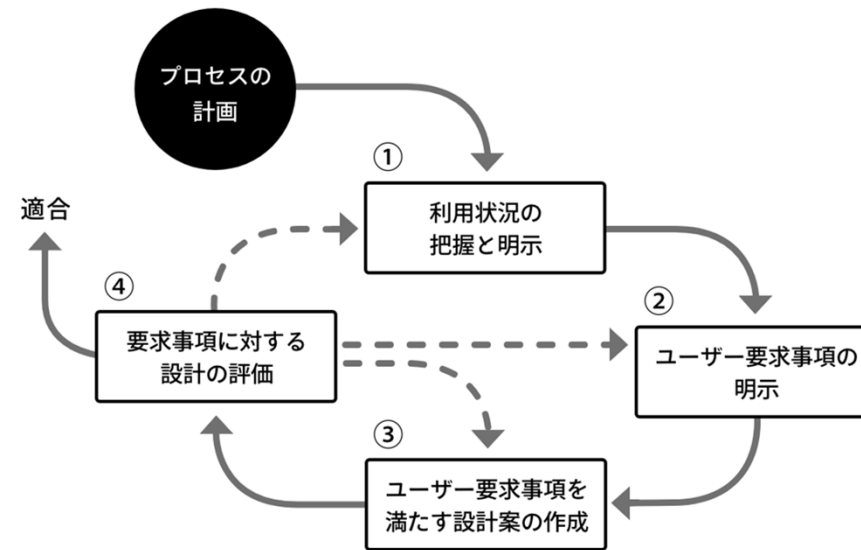 プロセスの
計画
①
利用状況の
把握と明示
適合
④
要求事項に対する
設計の評価
②
ユーザー要求事項の
明示
③
ユーザー要求事項を
満たす設計案の作成